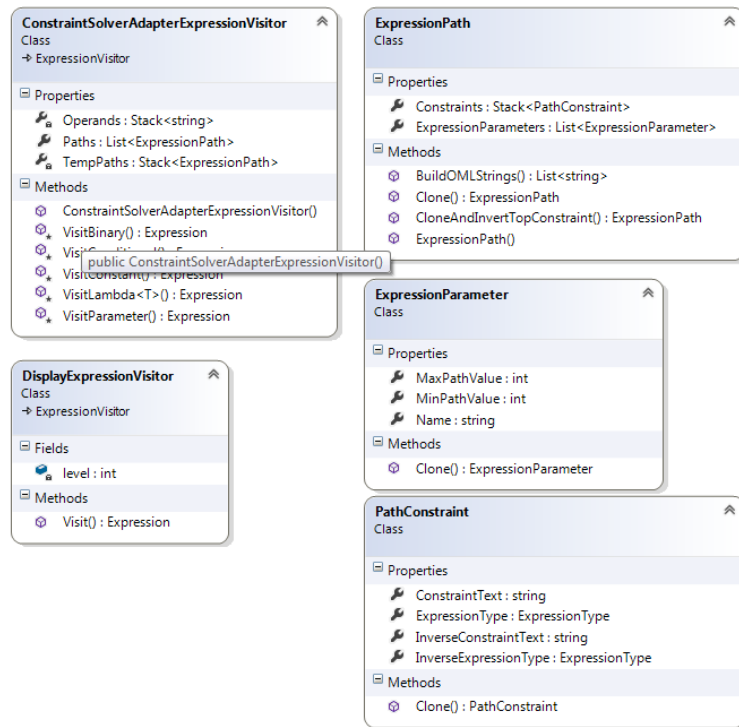 ConstraintSolverAdapterExpressionVisitor
Class
ExpressionVisitor
Properties
Operands : Stack<string>
Paths : List<ExpressionPath>
TempPaths : Stack<ExpressionPath>
Methods
ConstraintSolverAdapterExpressionVisitor()
VisitBinary() : Expression
public ConstraintSolverAdapterExpressionVisitor()
VisitConstant() : Expression
VisitLambda<T>() : Expression
VisitParameter() : Expression
DisplayExpressionVisitor
Class
ExpressionVisitor
Fields
level : int
Methods
Visit() : Expression
ExpressionPath
Class
Properties
Constraints : Stack<PathConstraint>
ExpressionParameters : List<ExpressionParameter>
Methods
BuildOMLStrings() : List<string>
Clone() : ExpressionPath
CloneAndInvertTopConstraint() : ExpressionPath
ExpressionPath()
ExpressionParameter
Class
Properties
MaxPathValue : int
MinPathValue : int
Name : string
Methods
Clone() : ExpressionParameter
PathConstraint
Class
Properties
ConstraintText : string
ExpressionType : ExpressionType
InverseConstraintText : string
InverseExpressionType : ExpressionType
Methods
Clone() : PathConstraint